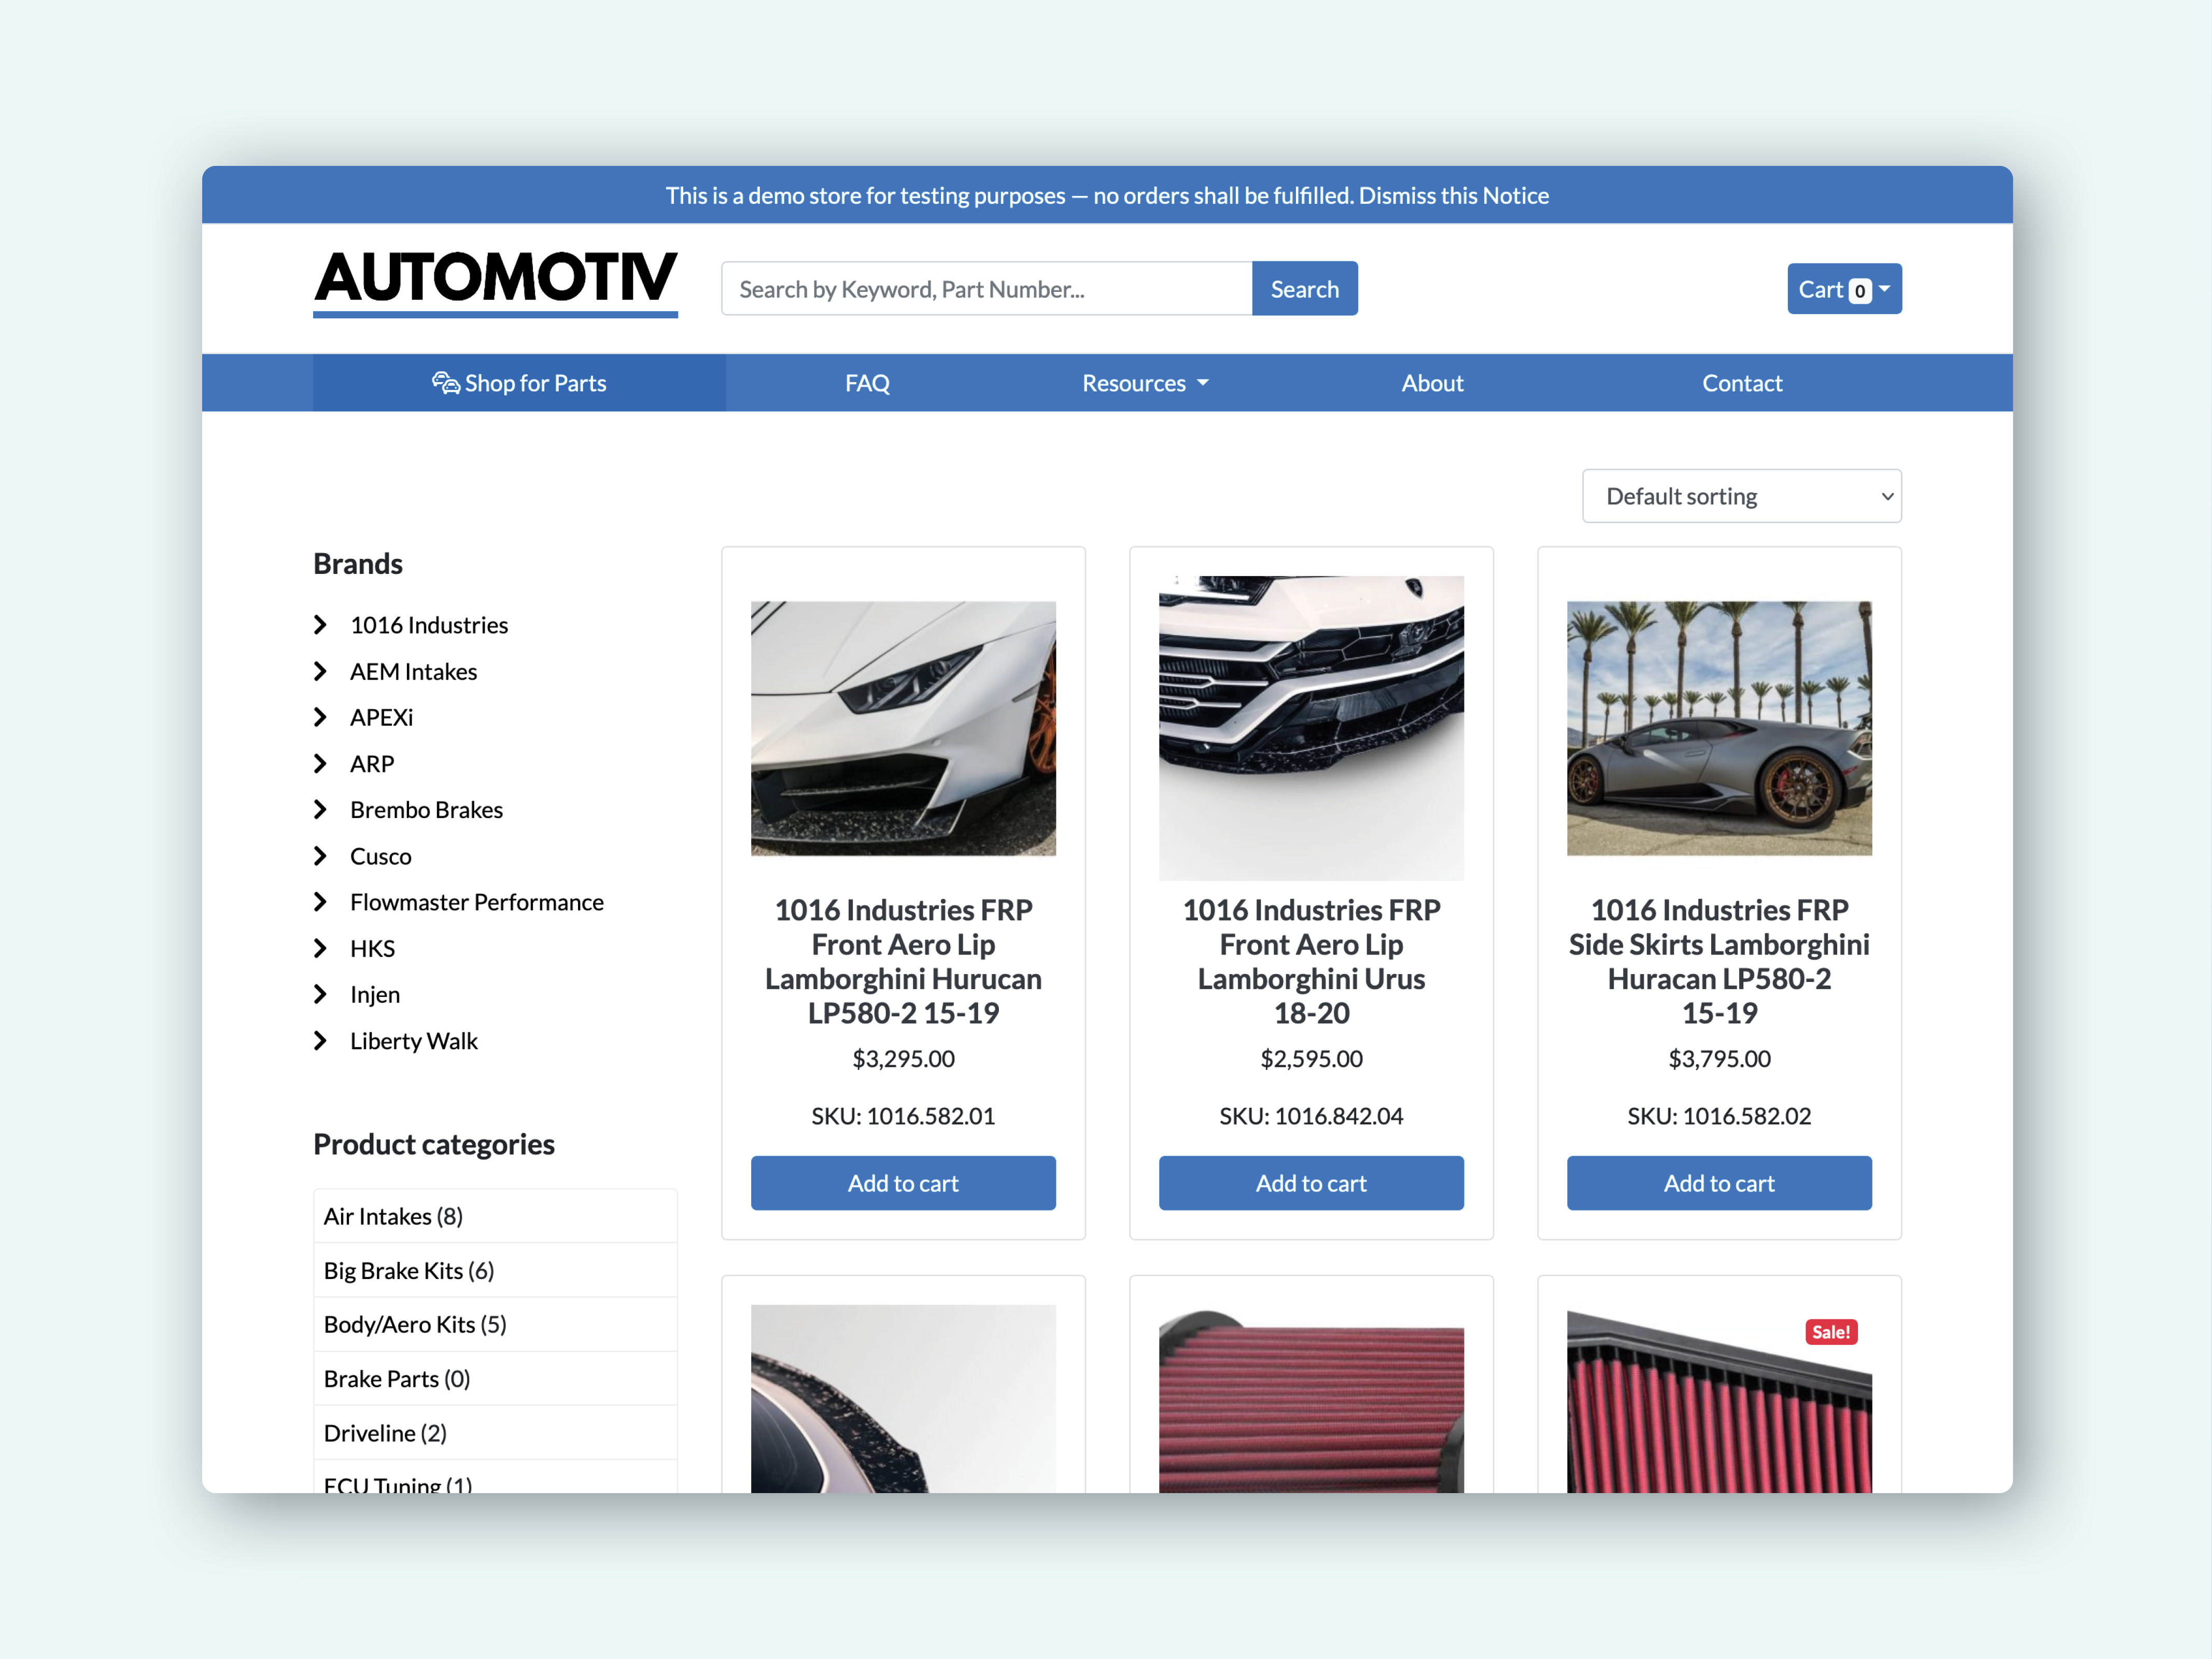 This is a demo store for testing purposes — no orders shall be fulfilled. Dismiss this Notice
AUTOMOTIV
Search by Keyword, Part Number...
Search
Cart 0
Shop for Parts
FAQ
Resources
About
Contact
Default sorting
Brands
1016 Industries
AEM Intakes
APEXi
ARP
Brembo Brakes
Cusco
Flowmaster Performance
HKS
Injen
Liberty Walk
Product categories
Air Intakes (8)
Big Brake Kits (6)
Body/Aero Kits (5)
Brake Parts (0)
Driveline (2)
ECU Tuning (1)
1016 Industries FRP
Front Aero Lip
Lamborghini Hurucan
LP580-2 15-19
$3,295.00
SKU: 1016.582.01
Add to cart
1016 Industries FRP
Front Aero Lip
Lamborghini Urus
18-20
$2,595.00
SKU: 1016.842.04
Add to cart
1016 Industries FRP
Side Skirts Lamborghini
Huracan LP580-2
15-19
$3,795.00
SKU: 1016.582.02
Add to cart
Sale!